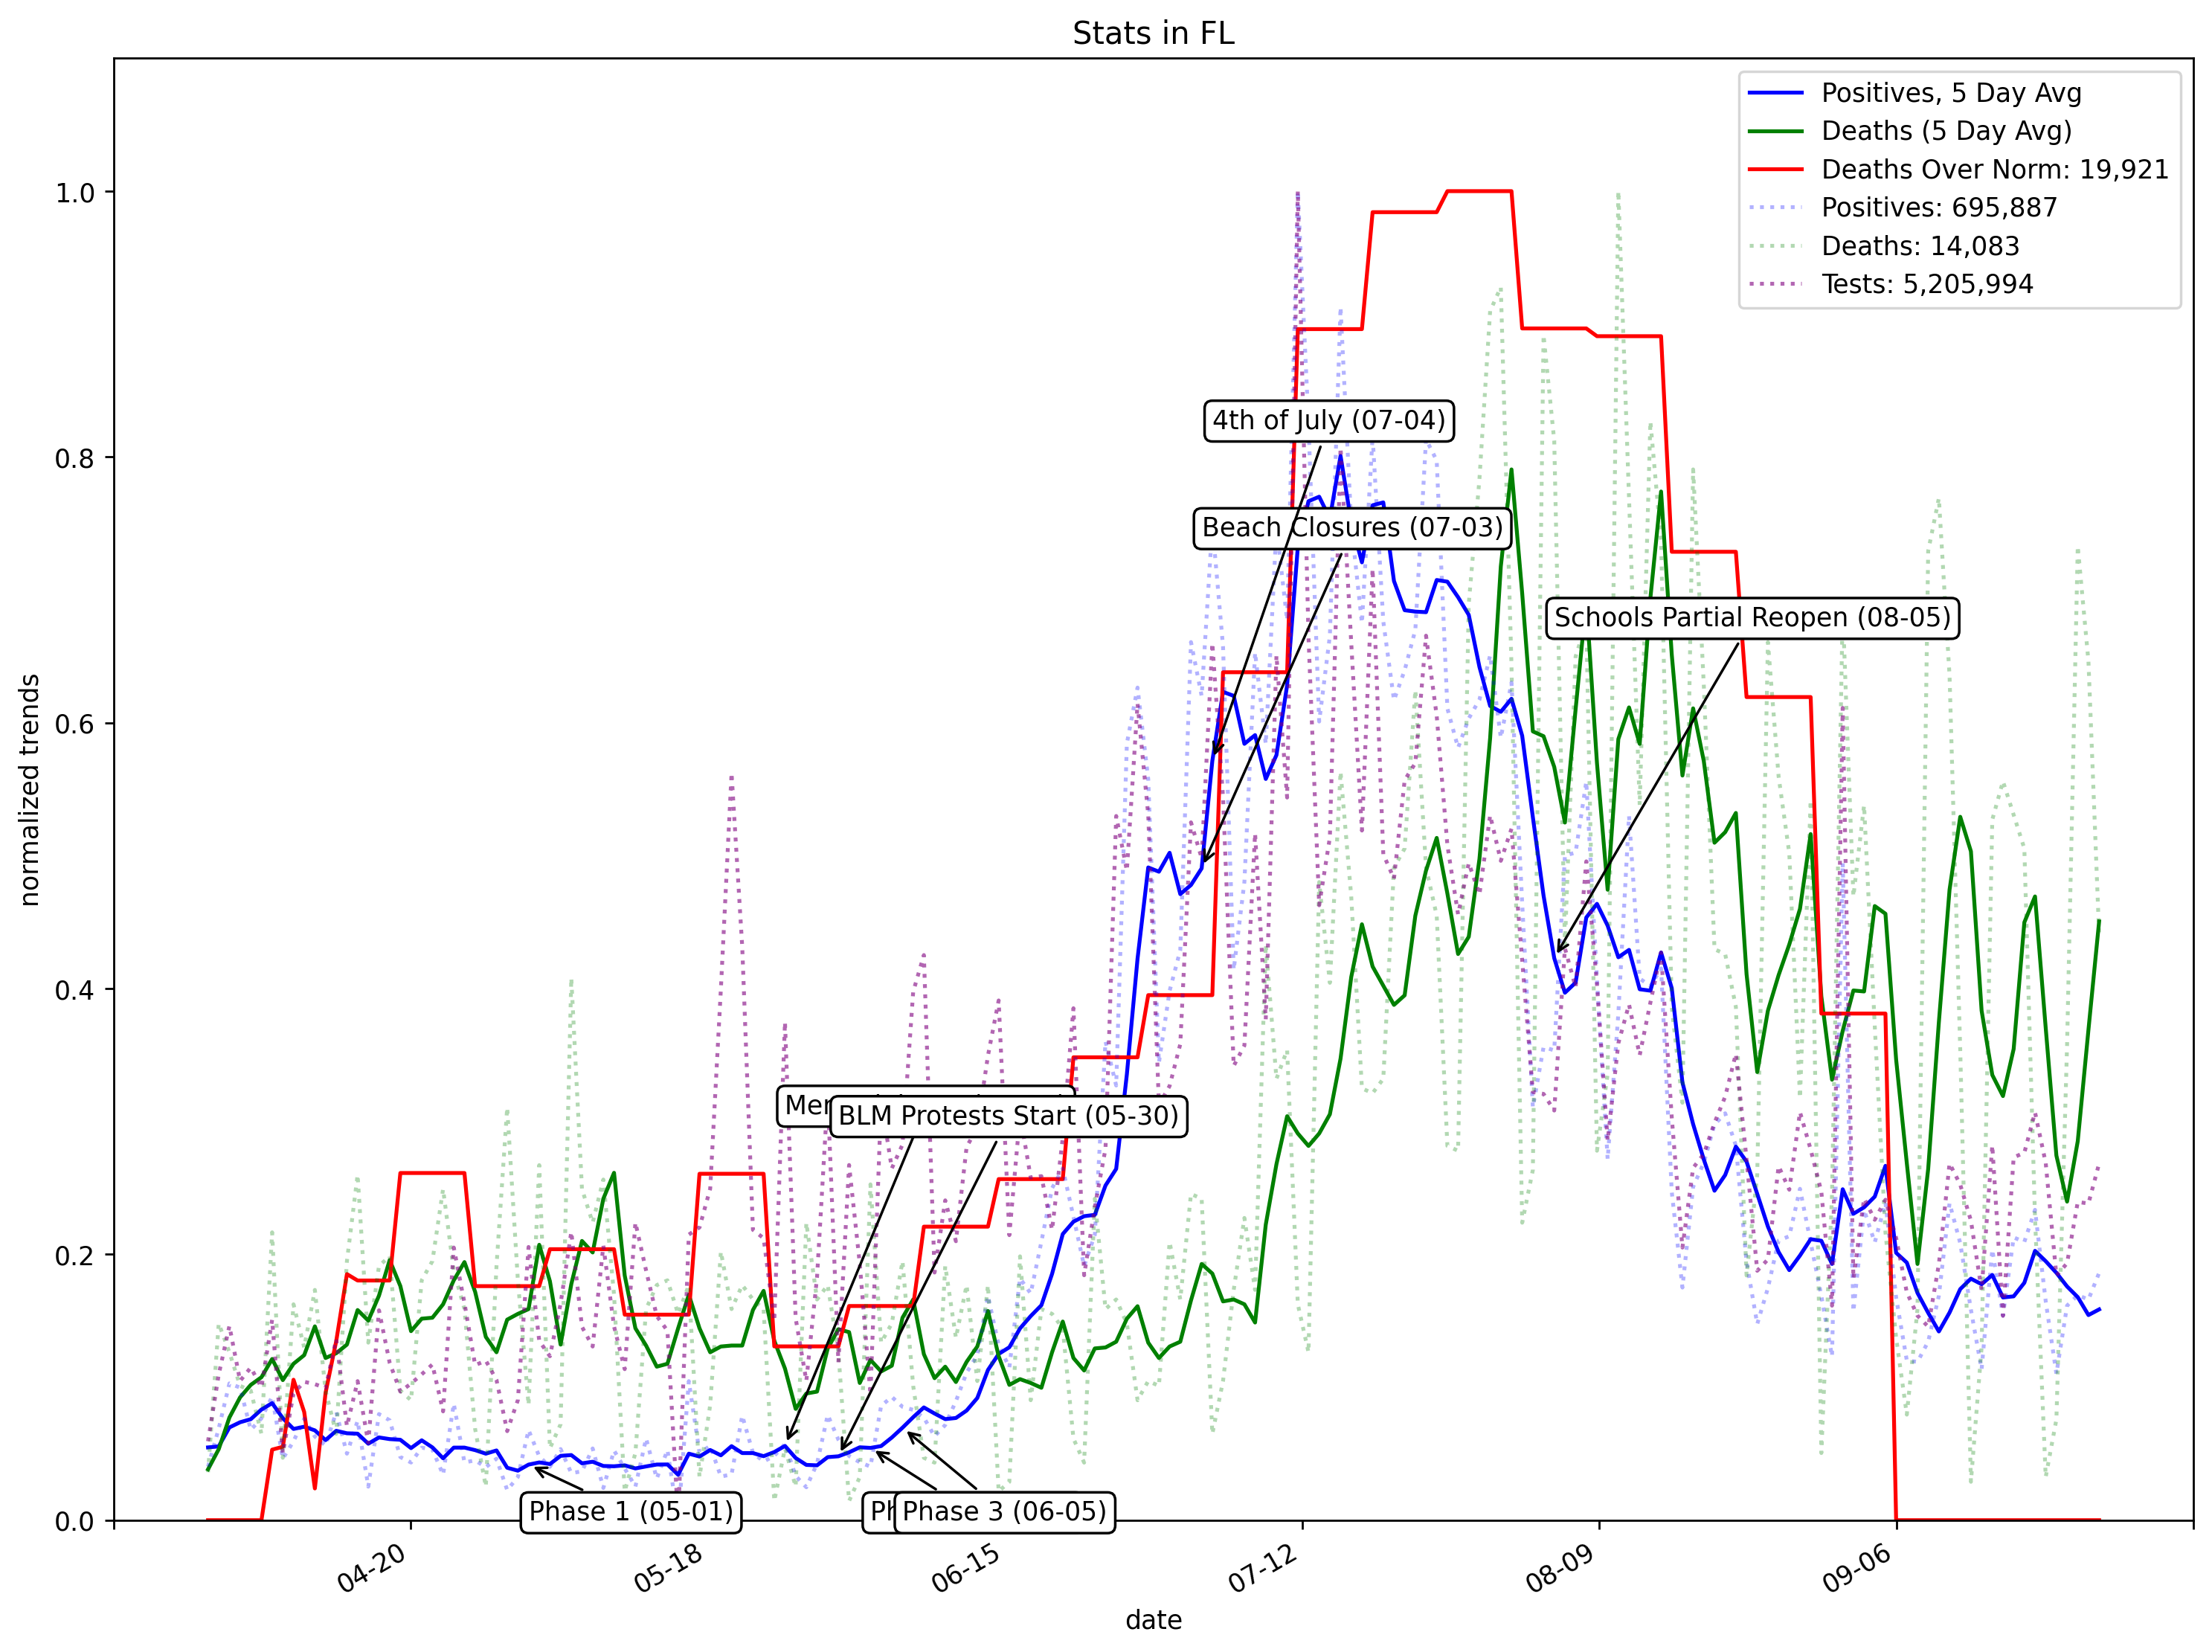 Stats in FL
Positives, 5 Day Avg
Deaths (5 Day Avg)
Deaths Over Norm: 19,921
Positives: 695,887
Deaths: 14,083
Tests: 5,205,994
1.0
0.8
0.6
0.4
0.2
0.0
normalized trends
4th of July (07-04)
Beach Closures (07-03)
Schools Partial Reopen (08-05)
BLM Protests Start (05-30)
Phase 1 (05-01)
Phase 3 (06-05)
04-20
05-18
06-15
07-12
08-09
09-06
date